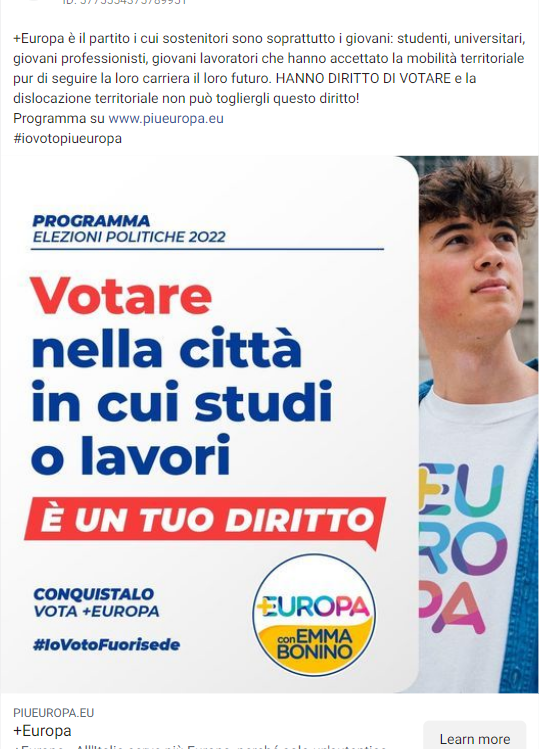 +Europa è il partito i cui sostenitori sono soprattutto i giovani: studenti, universitari,
giovani professionisti, giovani lavoratori che hanno accettato la mobilità territoriale
pur di seguire la loro carriera il loro futuro. HANNO DIRITTO DI VOTARE e la
dislocazione territoriale non può togliergli questo diritto!
Programma su www.piueuropa.eu
#iovotopiueuropa
PROGRAMMA
ELEZIONI POLITICHE 2022
Votare
nella città
in cui studi
o lavori
È UN TUO DIRITTO
CONQUISTALO
VOTA +EUROPA
#IoVotoFuorisede
+EUROPA
con EMMA
BONINO
+EU
RO
PA
PIUEUROPA.EU
+Europa
Learn more